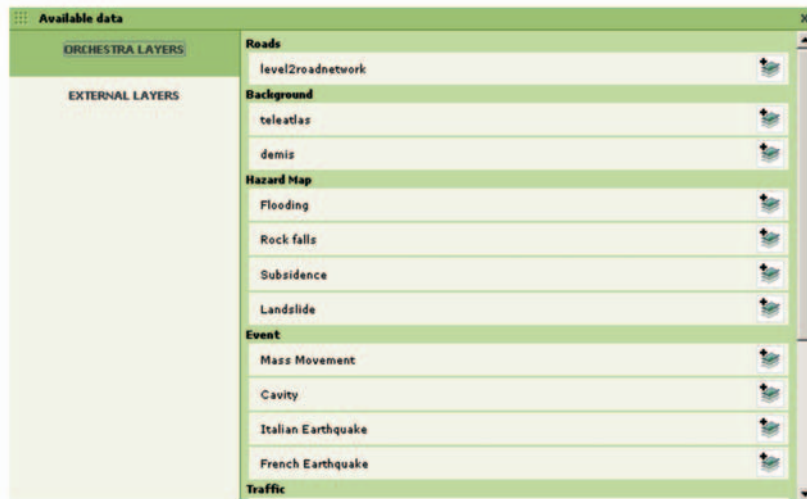 Available data
ORCHESTRA LAYERS
EXTERNAL LAYERS
Roads
level2roadnetwork
Background
teleatlas
demis
Hazard Map
Flooding
Rock falls
Subsidence
Landslide
Event
Mass Movement
Cavity
Italian Earthquake
French Earthquake
Traffic